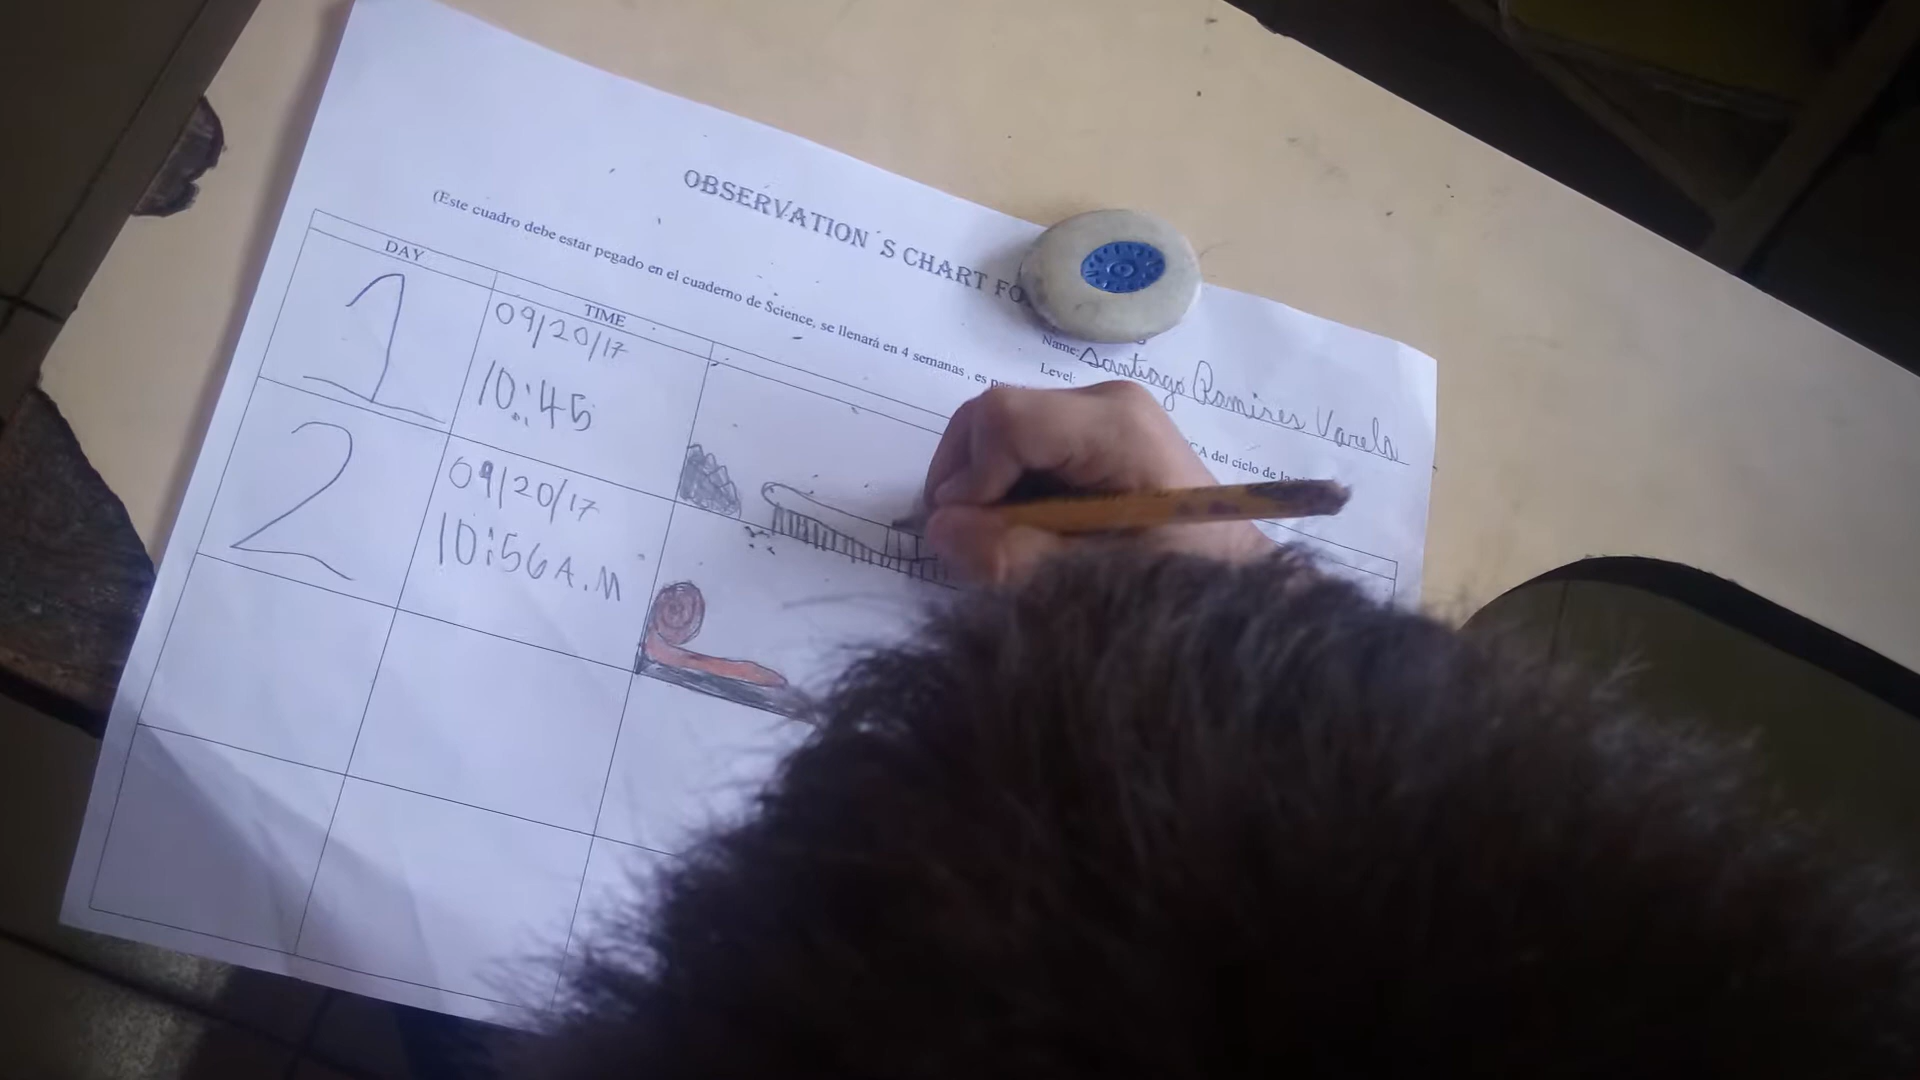 OBSERVATION ´S CHART FO
(Este cuadro debe estar pegado en el cuaderno de Science, se llenará en 4 semanas , es
CA del ciclo de la
Name: Santiago Ramires Varela
Level:
DAY TIME
1 09/20/17
10:45
2 09/20/17
10:56 A.M